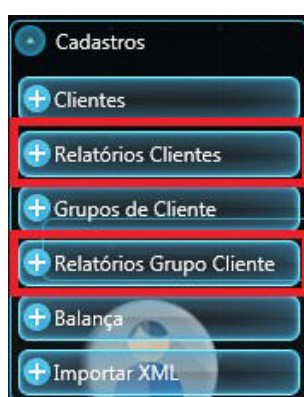 Cadastros
Clientes
Relatórios Clientes
Grupos de Cliente
Relatórios Grupo Cliente
Balança
Importar XML